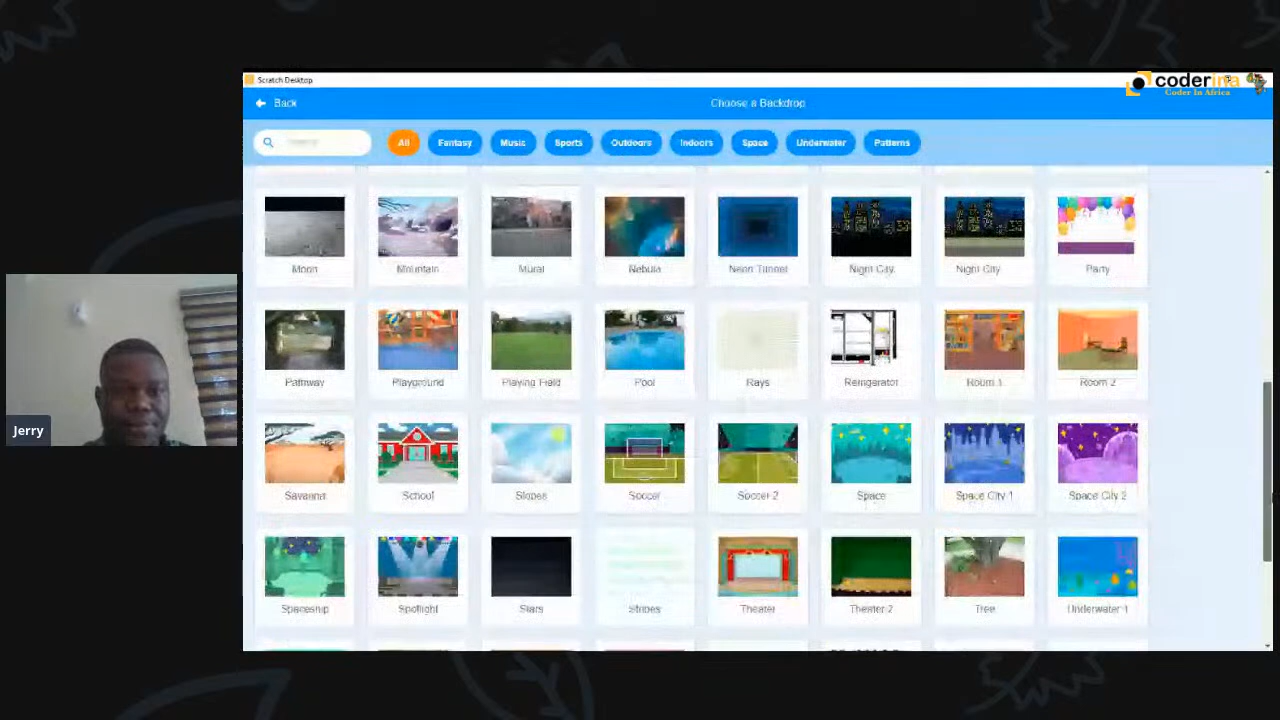 Scratch Desktop
coderina
Coder In Africa
Back
Choose a Backdrop
All Fantasy Music Sports Outdoors Indoors Space Underwater Patterns
Moon Mountain Mural Nebula Neon Tunnel Night City Night City Party
Pathway Playground Playing Field Pool Rays Refrigerator Room 1 Room 2
Jerry
Savanna School Slopes Soccer Soccer 2 Space Space City 1 Space City 2
Spaceship Spotlight Stars Stripes Theater Theater 2 Tree Underwater 1